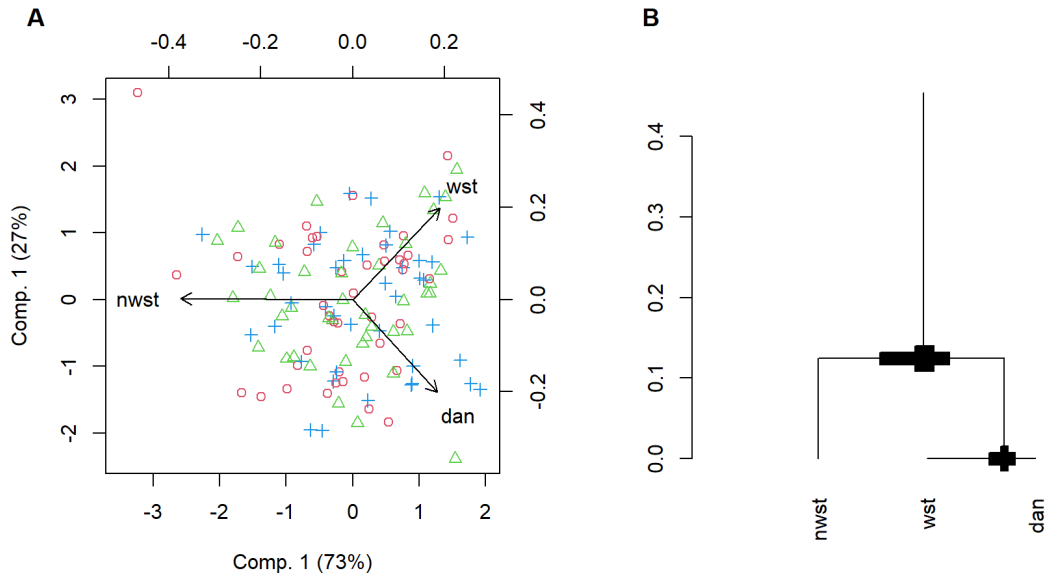 A
B
-0.4 -0.2 0.0 0.2
3
2
1
0
-1
-2
Comp. 1 (27%)
0.4
0.2
0.0
-0.2
wst
nwst
dan
-3 -2 -1 0 1 2
Comp. 1 (73%)
0.4
0.3
0.2
0.1
0.0
nwst wst dan